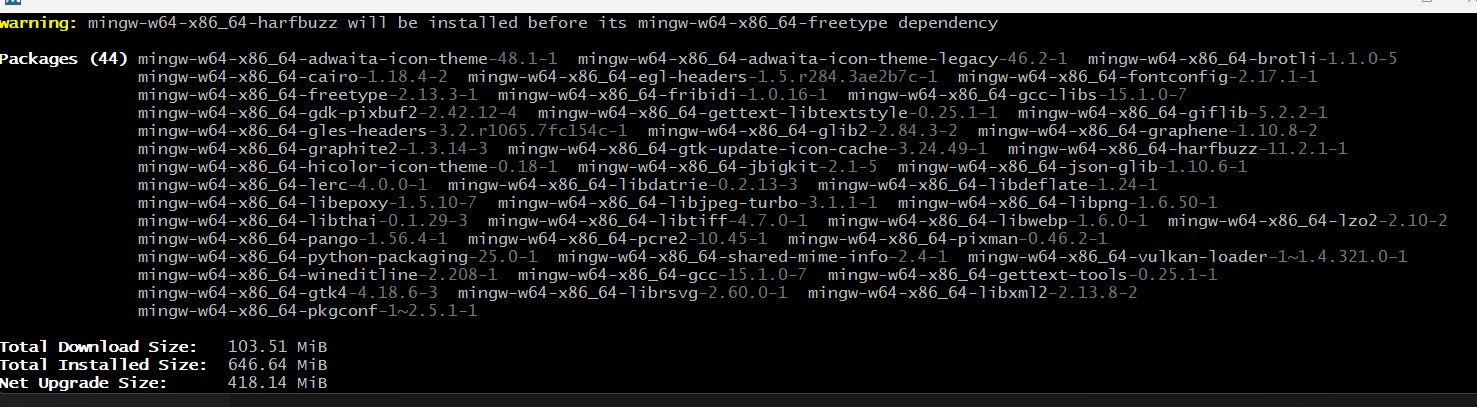 warning: mingw-w64-x86_64-harfbuzz will be installed before its mingw-w64-x86_64-freetype dependency
Packages (44) mingw-w64-x86_64-adwaita-icon-theme-48.1-1 mingw-w64-x86_64-adwaita-icon-theme-legacy-46.2-1 mingw-w64-x86_64-brotli-1.1.0-5
mingw-w64-x86_64-cairo-1.18.4-2 mingw-w64-x86_64-egl-headers-1.5.r284.3ae2b7c-1 mingw-w64-x86_64-fontconfig-2.17.1-1
mingw-w64-x86_64-freetype-2.13.3-1 mingw-w64-x86_64-fribidi-1.0.16-1 mingw-w64-x86_64-gcc-libs-15.1.0-7
mingw-w64-x86_64-gdk-pixbuf2-2.42.12-4 mingw-w64-x86_64-gettext-libtextstyle-0.25.1-1 mingw-w64-x86_64-giflib-5.2.2-1
mingw-w64-x86_64-gles-headers-3.2.r1065.7fc154c-1 mingw-w64-x86_64-glib2-2.84.3-2 mingw-w64-x86_64-graphene-1.10.8-2
mingw-w64-x86_64-graphite2-1.3.14-3 mingw-w64-x86_64-gtk-update-icon-cache-3.24.49-1 mingw-w64-x86_64-harfbuzz-11.2.1-1
mingw-w64-x86_64-hicolor-icon-theme-0.18-1 mingw-w64-x86_64-jbigkit-2.1-5 mingw-w64-x86_64-json-glib-1.10.6-1
mingw-w64-x86_64-lerc-4.0.0-1 mingw-w64-x86_64-libdatrie-0.2.13-3 mingw-w64-x86_64-libdeflate-1.24-1
mingw-w64-x86_64-libepoxy-1.5.10-7 mingw-w64-x86_64-libjpeg-turbo-3.1.1-1 mingw-w64-x86_64-libpng-1.6.50-1
mingw-w64-x86_64-libthai-0.1.29-3 mingw-w64-x86_64-libtiff-4.7.0-1 mingw-w64-x86_64-libwebp-1.6.0-1 mingw-w64-x86_64-lzo2-2.10-2
mingw-w64-x86_64-pango-1.56.4-1 mingw-w64-x86_64-pcre2-10.45-1 mingw-w64-x86_64-pixman-0.46.2-1
mingw-w64-x86_64-python-packaging-25.0-1 mingw-w64-x86_64-shared-mime-info-2.4-1 mingw-w64-x86_64-vulkan-loader-1~1.4.321.0-1
mingw-w64-x86_64-wineditline-2.208-1 mingw-w64-x86_64-gcc-15.1.0-7 mingw-w64-x86_64-gettext-tools-0.25.1-1
mingw-w64-x86_64-gtk4-4.18.6-3 mingw-w64-x86_64-librsvg-2.60.0-1 mingw-w64-x86_64-libxml2-2.13.8-2
mingw-w64-x86_64-pkgconf-1~2.5.1-1
Total Download Size: 103.51 MiB
Total Installed Size: 646.64 MiB
Net Upgrade Size: 418.14 MiB